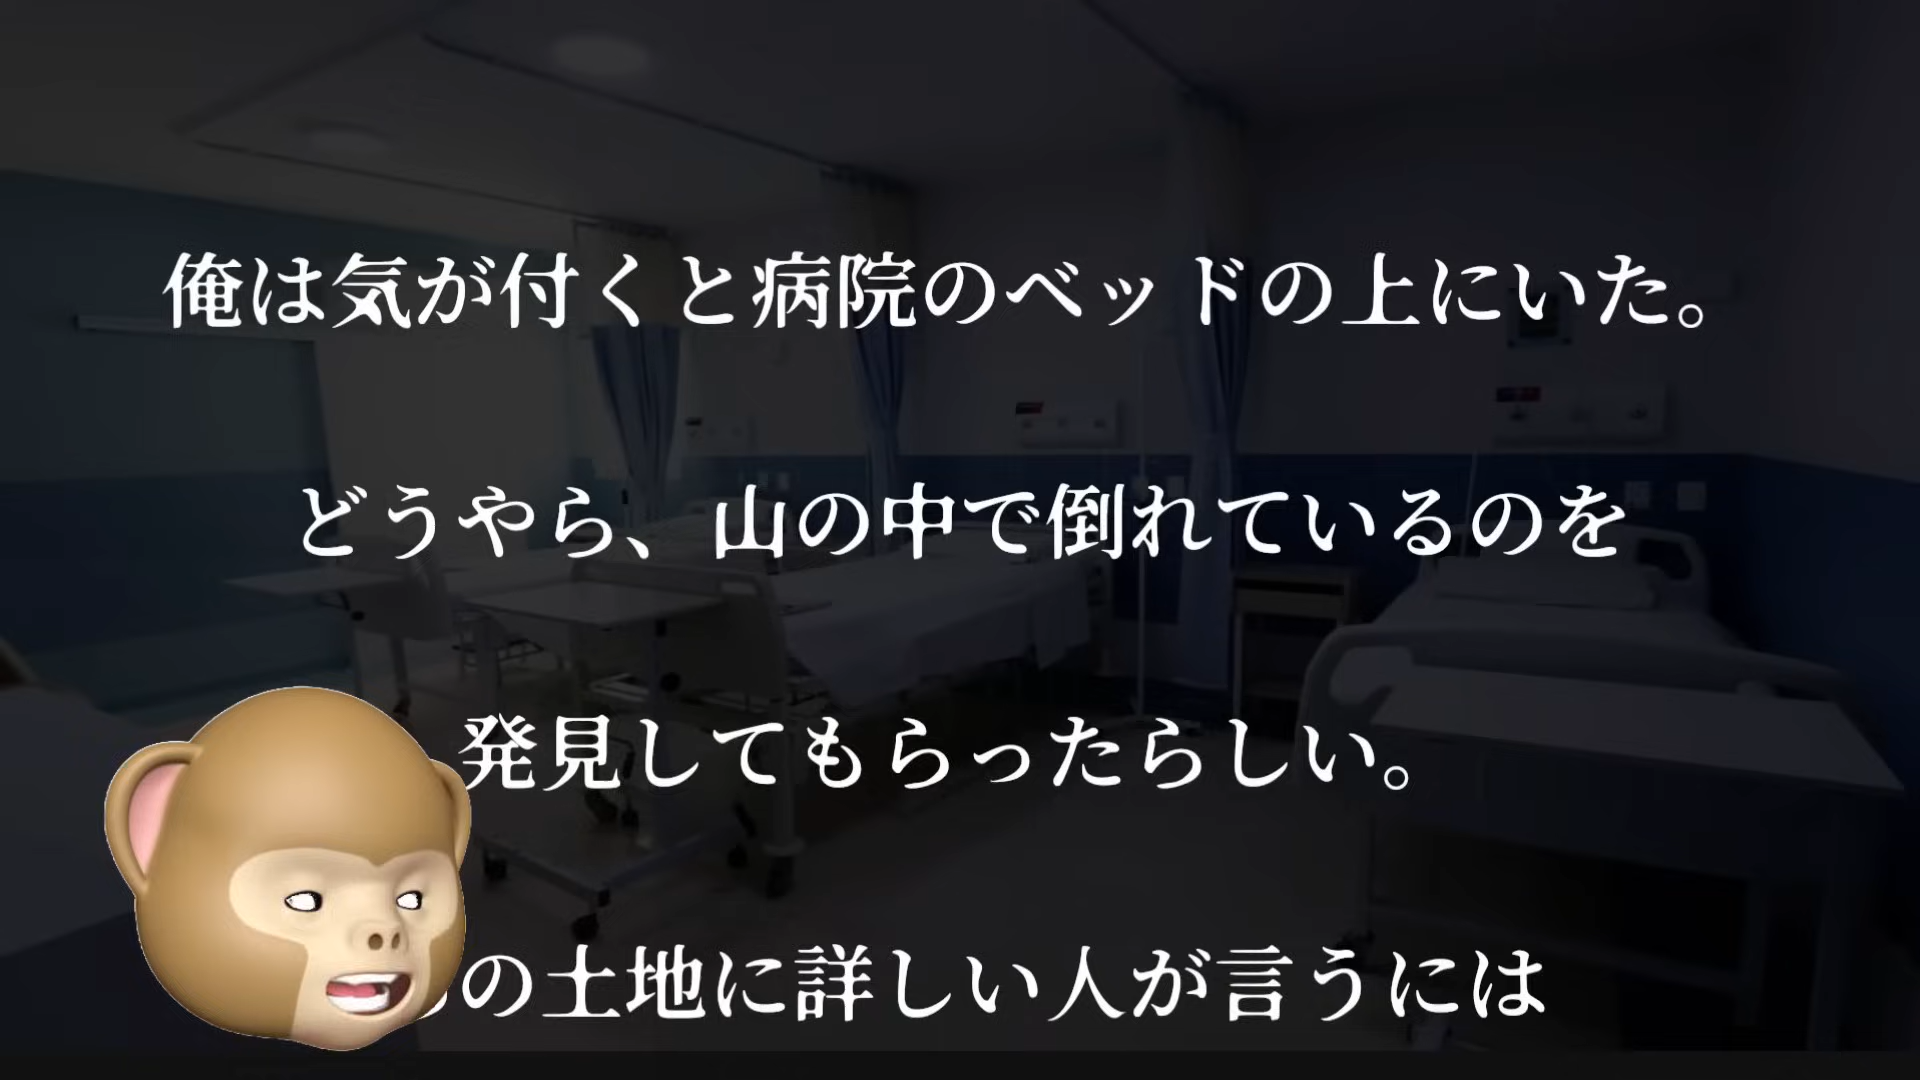 俺は気が付くと病院のベッドの上にいた。
どうやら、山の中で倒れているのを
発見してもらったらしい。
の土地に詳しい人が言うには